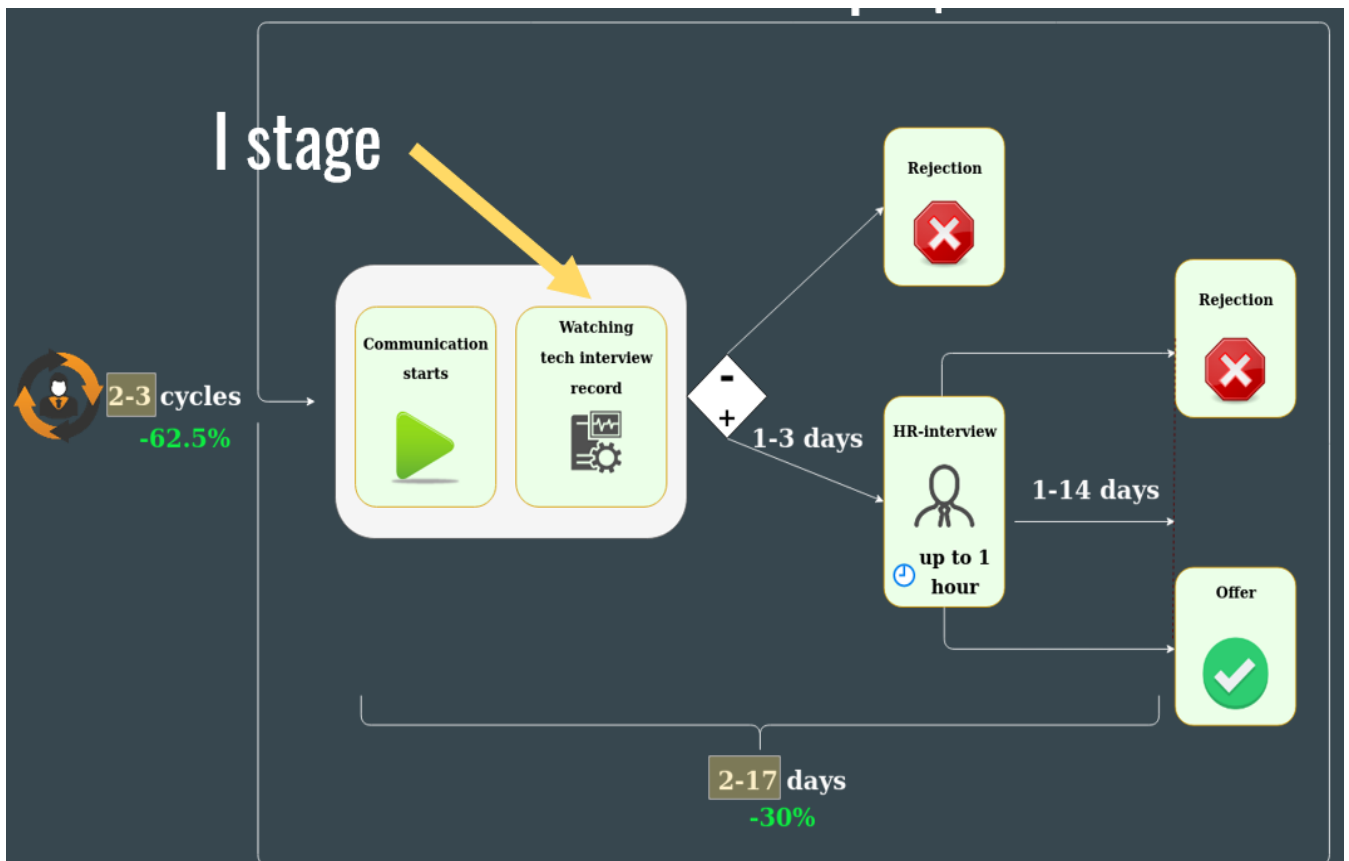 I stage
Rejection
Rejection
Communication
starts
Watching
tech interview
record
2-3 cycles
-62.5%
-
+
1-3 days
HR-interview
up to 1
hour
1-14 days
Offer
2-17 days
-30%